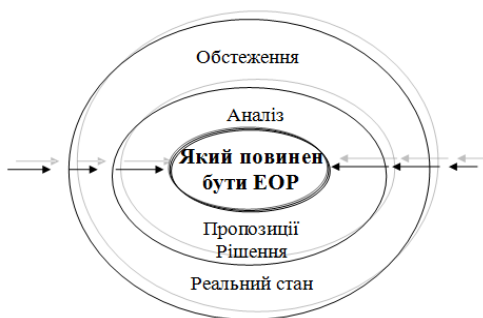 Обстеження
Аналіз
Який повинен
бути ЕОР
Пропозиції
Рішення
Реальний стан